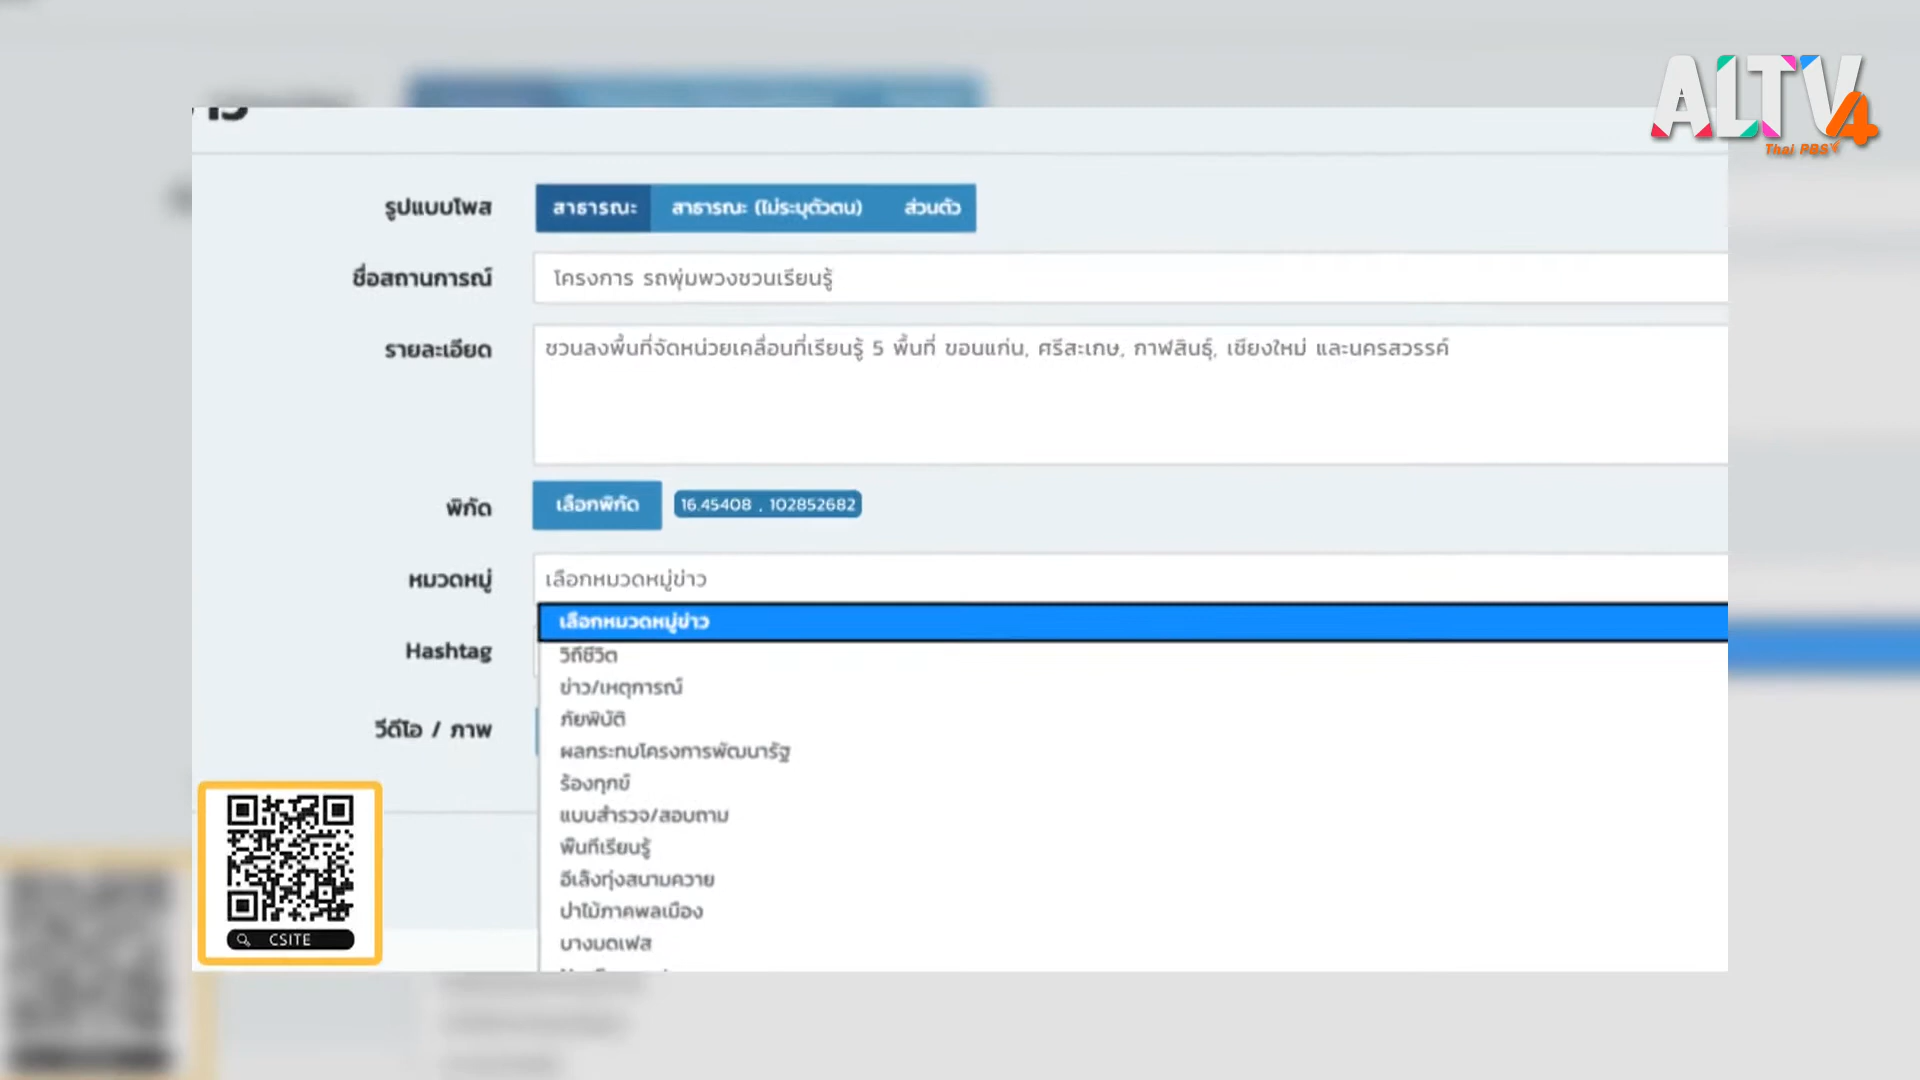 ALTV4
Thai PBS
รูปแบบโพส
สาธารณะ
สาธารณะ (ไม่ระบุตัวตน)
ส่วนตัว
ชื่อสถานการณ์
โครงการ รถพุ่มพวงชวนเรียนรู้
รายละเอียด
ชวนลงพื้นที่จัดหน่วยเคลื่อนที่เรียนรู้ 5 พื้นที่ ขอนแก่น, ศรีสะเกษ, กาฬสินธุ์, เชียงใหม่ และนครสวรรค์
พิกัด
เลือกพิกัด
16.45408 , 102852682
หมวดหมู่
เลือกหมวดหมู่ข่าว
เลือกหมวดหมู่ข่าว
Hashtag
วิถีชีวิต
ข่าว/เหตุการณ์
ภัยพิบัติ
วีดีโอ / ภาพ
ผลกระทบโครงการพัฒนารัฐ
ร้องทุกข์
แบบสำรวจ/สอบถาม
พื้นที่เรียนรู้
อีเล้งทุ่งสนามควาย
ป่าไม้ภาคพลเมือง
บางมดเฟส
CSITE